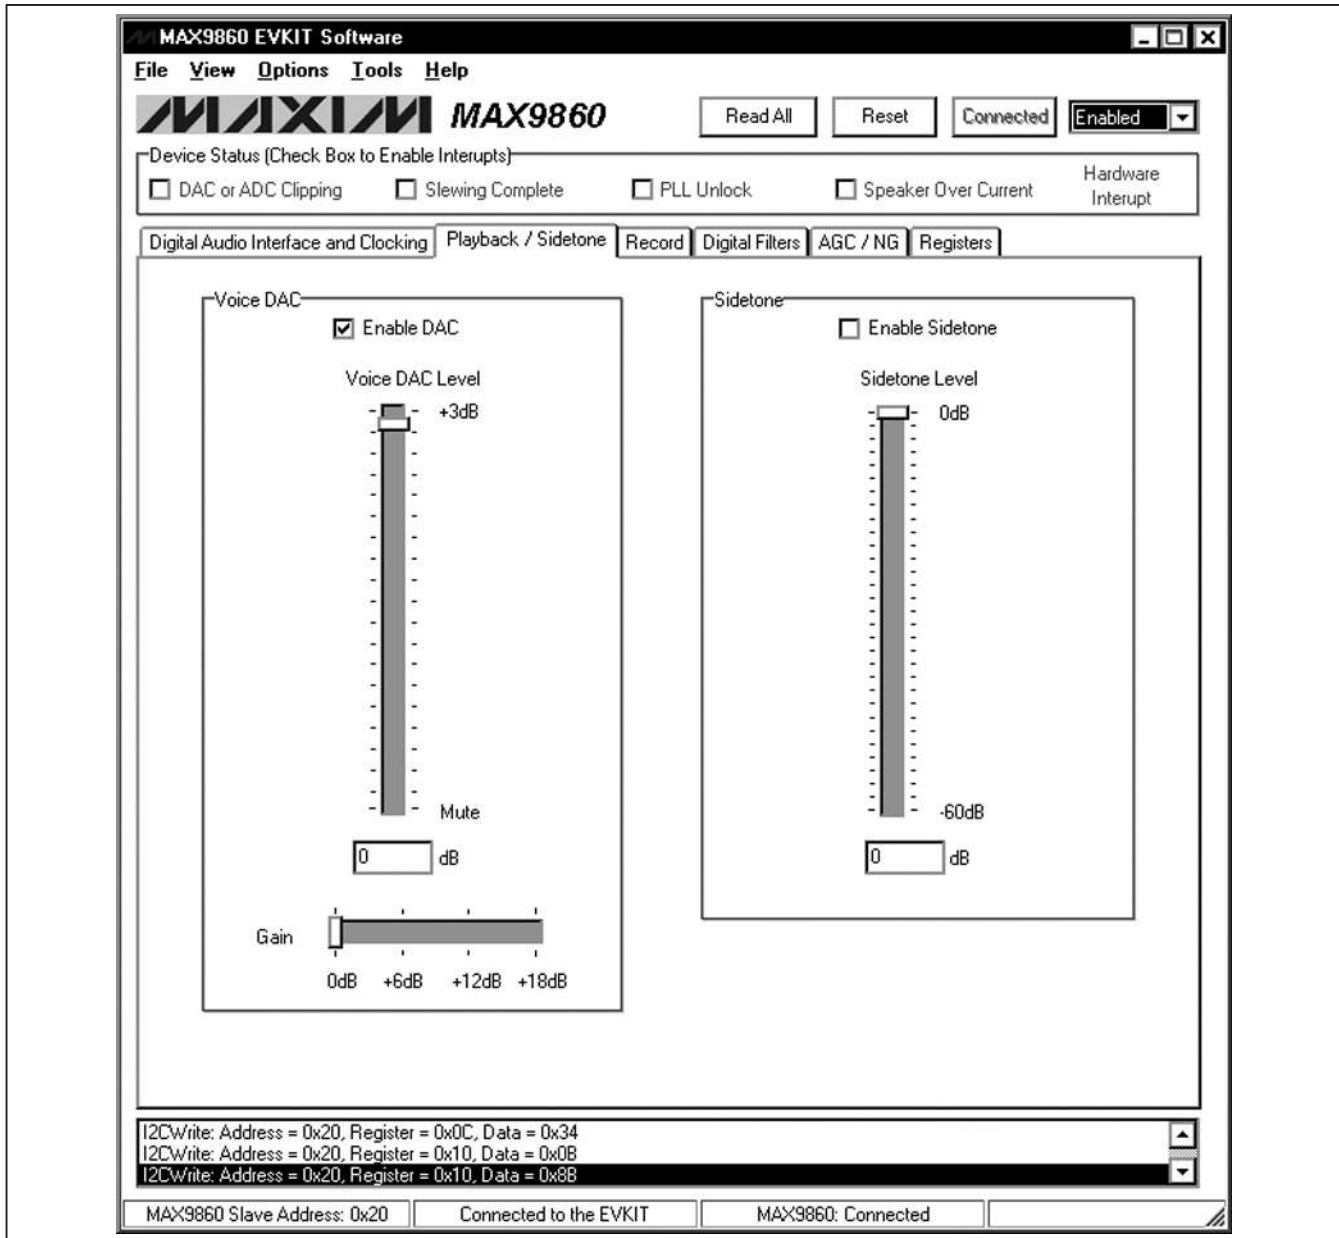 MAX9860 EVKIT Software
File View Options Tools Help
MAXIM MAX9860 Read All Reset Connected Enabled
Device Status (Check Box to Enable Interupts)
DAC or ADC Clipping Slewing Complete PLL Unlock Speaker Over Current Hardware Interupt
Digital Audio Interface and Clocking Playback / Sidetone Record Digital Filters AGC / NG Registers
Voice DAC
Enable DAC
Voice DAC Level
+3dB
Mute
0 dB
Gain
0dB +6dB +12dB +18dB
Sidetone
Enable Sidetone
Sidetone Level
0dB
-60dB
0 dB
I2CWrite: Address = 0x20, Register = 0x0C, Data = 0x34
I2CWrite: Address = 0x20, Register = 0x10, Data = 0x0B
I2CWrite: Address = 0x20, Register = 0x10, Data = 0x8B
MAX9860 Slave Address: 0x20 Connected to the EVKIT MAX9860: Connected